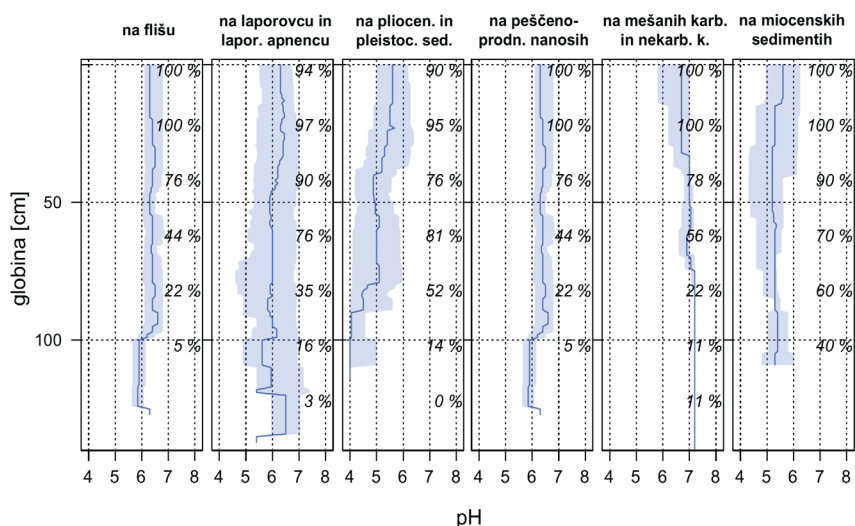 na flišu
na laporovcu in
lapor. apnencu
na pliocen. in
pleistoc. sed.
na peščeno-
prodn. nanosih
na mešanih karb.
in nekarb. k.
na miocenskih
sedimentih
globina [cm]
50
100
100 %
100 %
76 %
44 %
22 %
5 %
94 %
97 %
90 %
76 %
35 %
16 %
3 %
90 %
95 %
76 %
81 %
52 %
14 %
0 %
100 %
100 %
76 %
44 %
22 %
5 %
100 %
100 %
78 %
56 %
22 %
11 %
11 %
100 %
100 %
90 %
70 %
60 %
40 %
4 5 6 7 8
4 5 6 7 8
4 5 6 7 8
4 5 6 7 8
4 5 6 7 8
4 5 6 7 8
pH